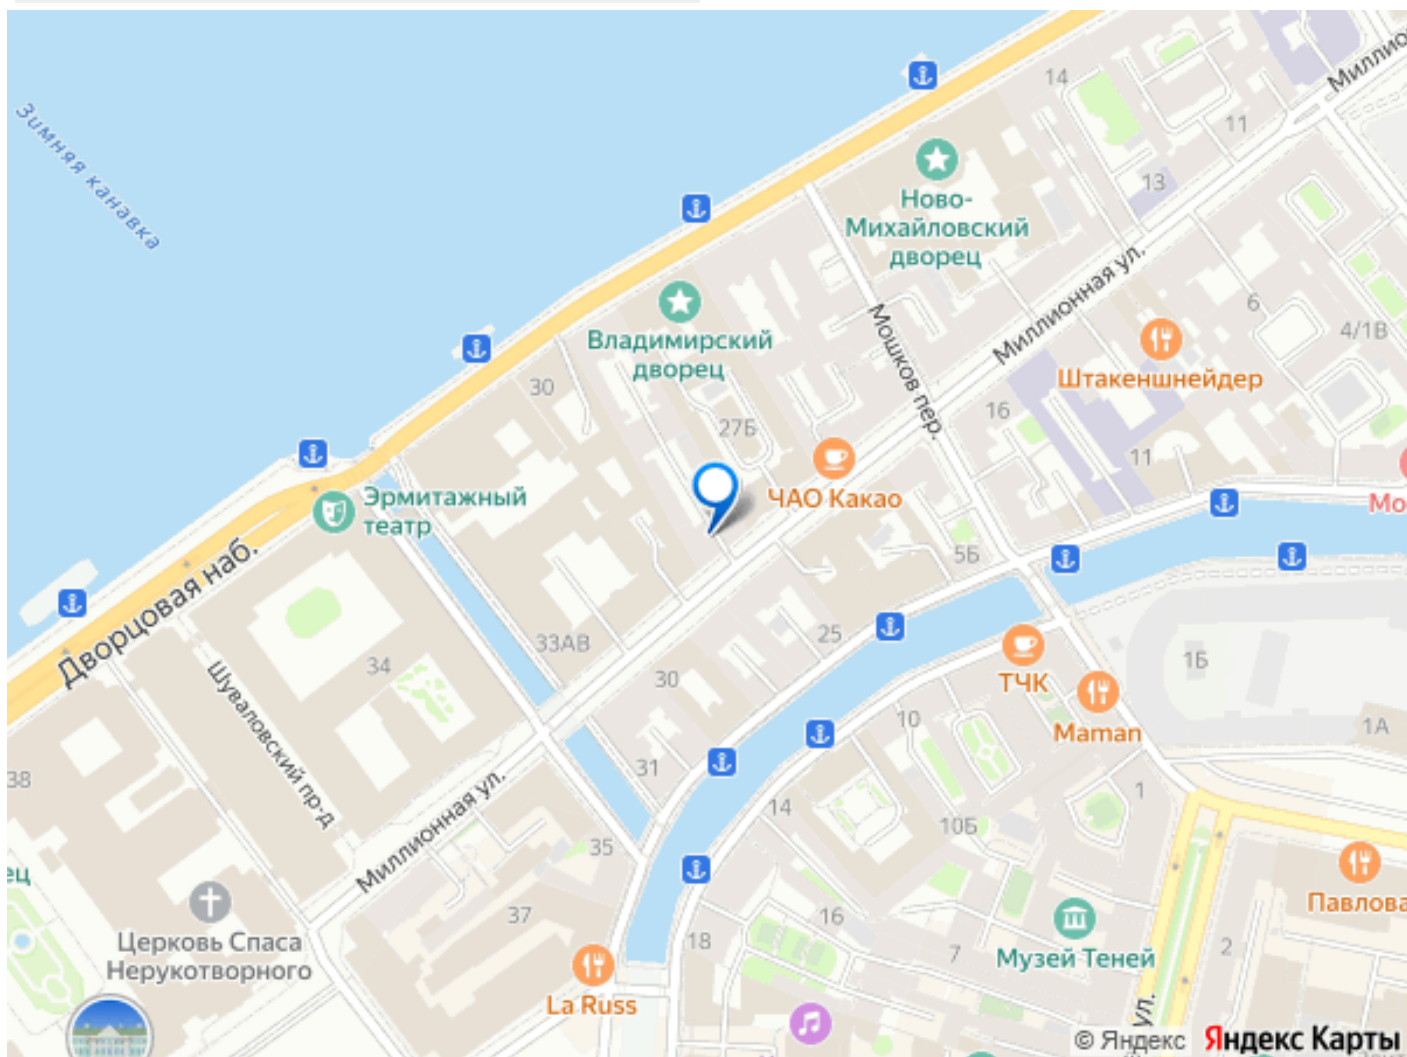 Миллионная
14
11
Зимняя канавка
13
Ново-
Михайловский
дворец
Миллионная ул.
6
4/1В
Мошков пер.
Владимирский
дворец
Штакеншнейдер
30
16
27Б
11
ЧАО Какао
Эрмитажный
театр
Мо
5Б
Дворцовая наб.
33АВ
25
34
30
ТЧК
1Б
Шуваловский пр-д
10
Maman
1А
38
31
1
Миллионная ул.
14
10Б
35
ец
Павлова
37
16
Церковь Спаса
Нерукотворного
18
7
Музей Теней
2
La Russ
ул.
© Яндекс Яндекс Карты